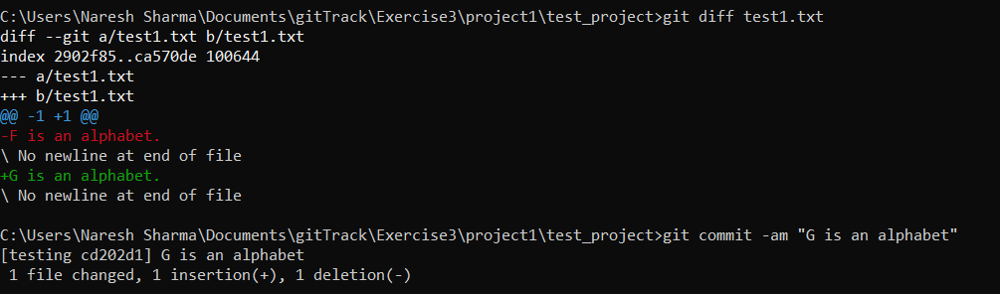 C:\Users\Naresh Sharma\Documents\gitTrack\Exercise3\project1\test_project>git diff test1.txt
diff --git a/test1.txt b/test1.txt
index 2902f85..ca570de 100644
--- a/test1.txt
+++ b/test1.txt
@@ -1 +1 @@
-F is an alphabet.
\ No newline at end of file
+G is an alphabet.
\ No newline at end of file
C:\Users\Naresh Sharma\Documents\gitTrack\Exercise3\project1\test_project>git commit -am "G is an alphabet"
[testing cd202d1] G is an alphabet
 1 file changed, 1 insertion(+), 1 deletion(-)